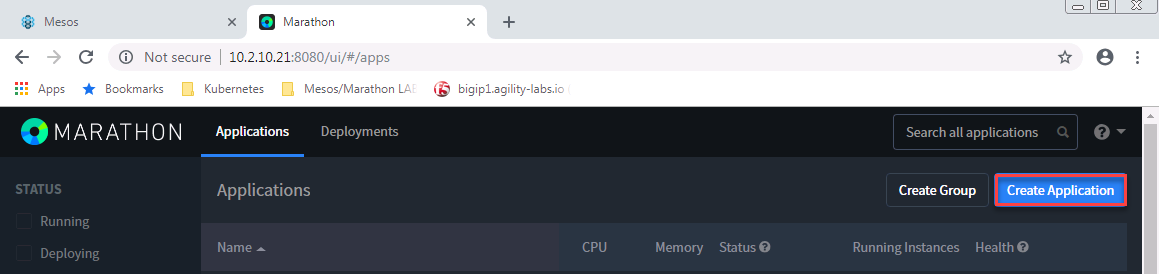 Mesos
Marathon
Not secure 10.2.10.21:8080/ui/#/apps
Apps Bookmarks Kubernetes Mesos/Marathon LAB bigip1.agility-labs.io
MARATHON Applications Deployments Search all applications
STATUS
Running
Deploying
Applications Create Group Create Application
Name CPU Memory Status Running Instances Health